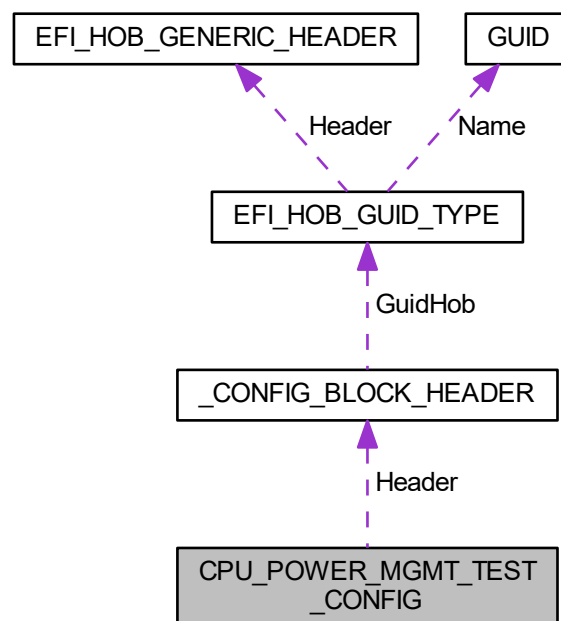 EFI_HOB_GENERIC_HEADER
GUID
Header
Name
EFI_HOB_GUID_TYPE
GuidHob
_CONFIG_BLOCK_HEADER
Header
CPU_POWER_MGMT_TEST
_CONFIG